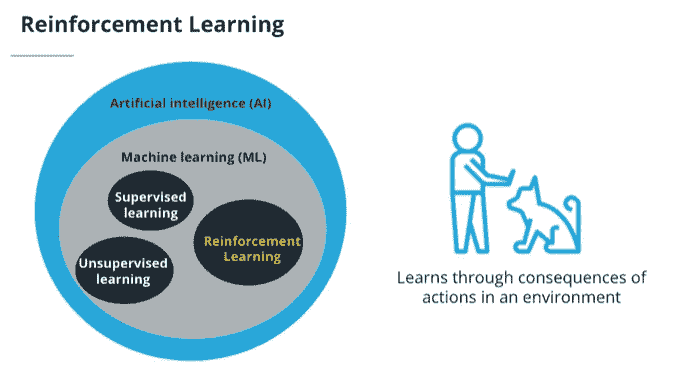 Reinforcement Learning
Artificial intelligence (AI)
Machine learning (ML)
Supervised
learning
Reinforcement
Learning
Unsupervised
learning
Learns through consequences of
actions in an environment